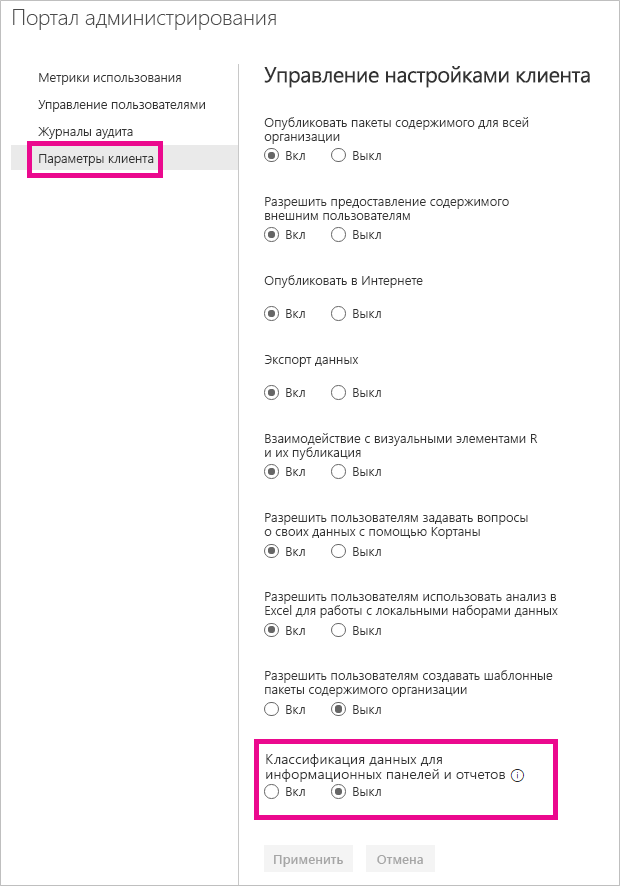 Портал администрирования
Метрики использования
Управление пользователями
Журналы аудита
Параметры клиента
Управление настройками клиента
Опубликовать пакеты содержимого для всей
организации
Вкл Выкл
Разрешить предоставление содержимого
внешним пользователям
Вкл Выкл
Опубликовать в Интернете
Вкл Выкл
Экспорт данных
Вкл Выкл
Взаимодействие с визуальными элементами R
и их публикация
Вкл Выкл
Разрешить пользователям задавать вопросы
о своих данных с помощью Кортаны
Вкл Выкл
Разрешить пользователям использовать анализ в
Excel для работы с локальными наборами данных
Вкл Выкл
Разрешить пользователям создавать шаблонные
пакеты содержимого организации
Вкл Выкл
Классификация данных для
информационных панелей и отчетов
Вкл Выкл
Применить Отмена